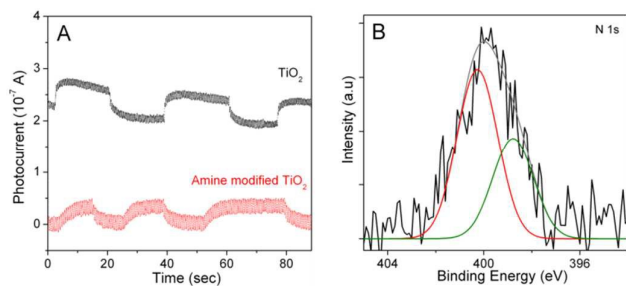 A
TiO2
Amine modified TiO2
Photocurrent (10-7 A)
4
3
2
1
0
0 20 40 60 80
Time (sec)
B
N 1s
Intensity (a.u)
404 400 396
Binding Energy (eV)